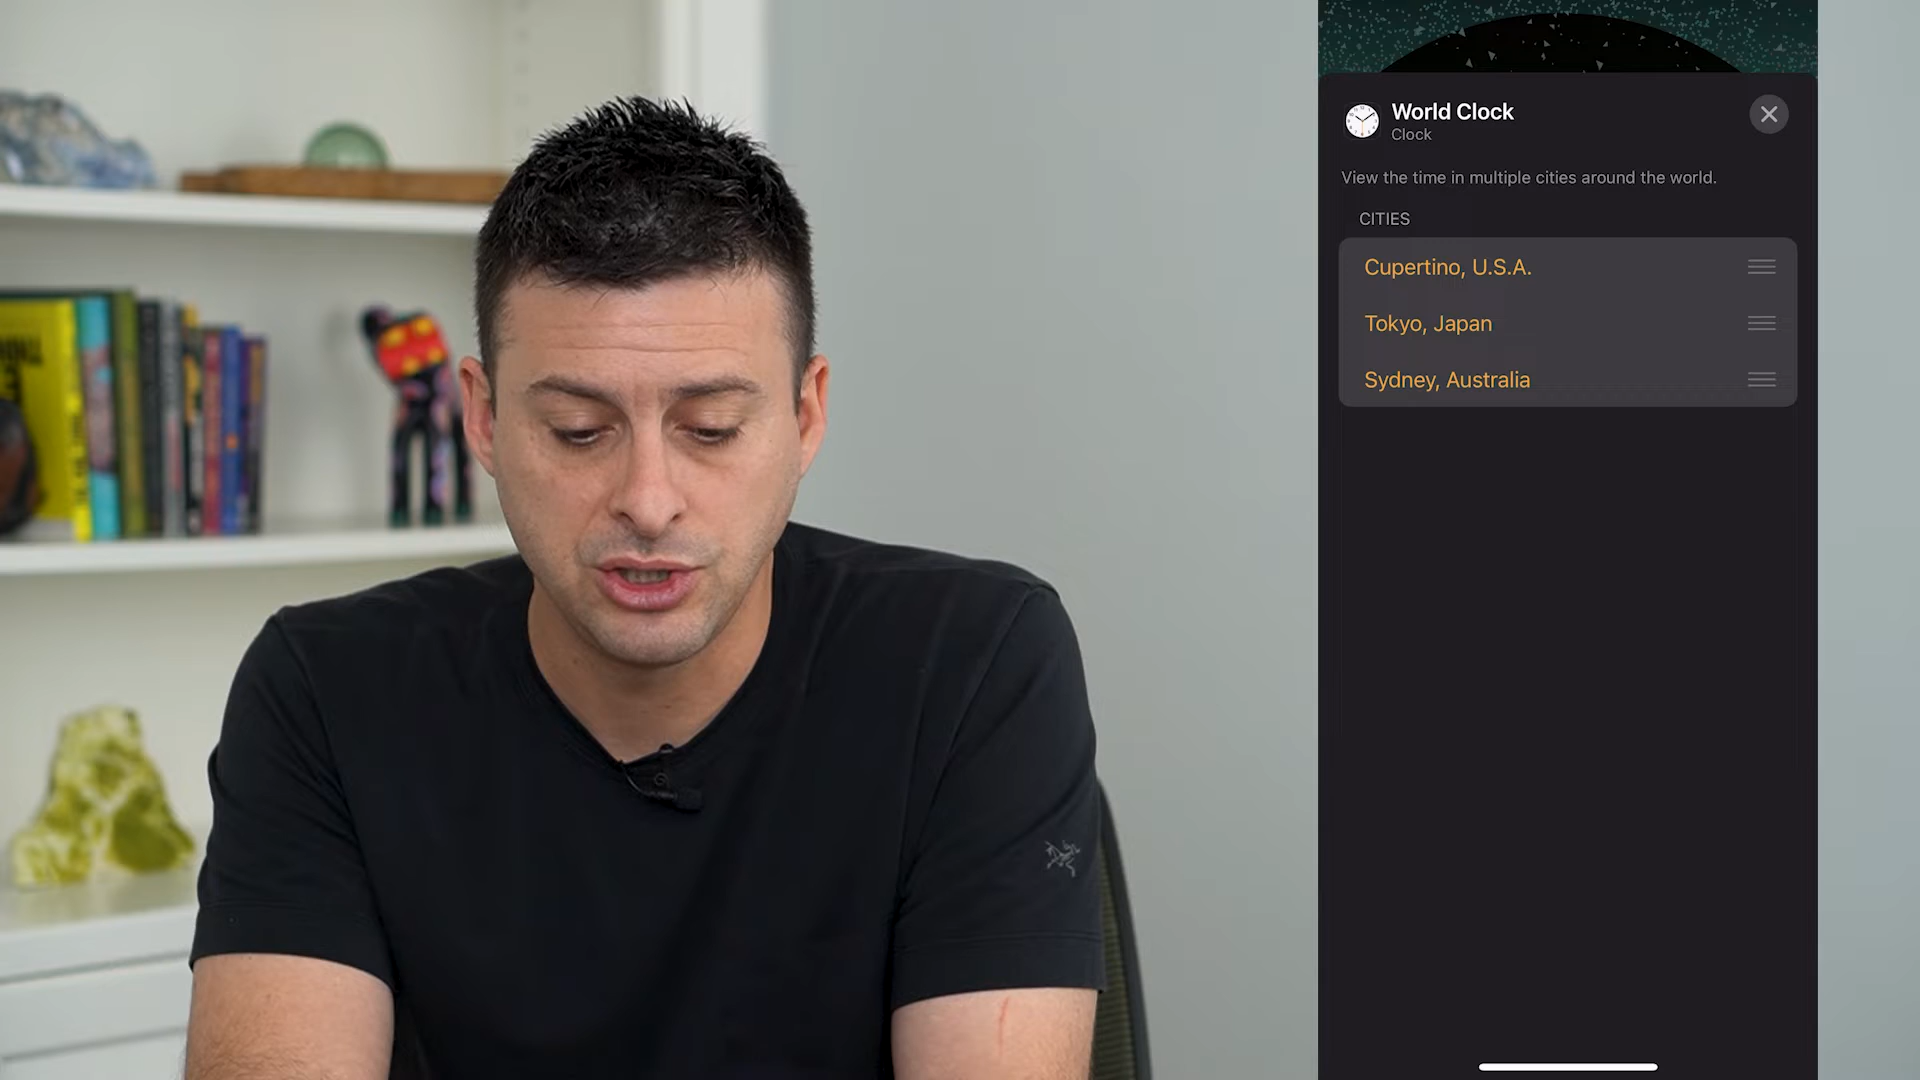 World Clock
Clock
View the time in multiple cities around the world.
CITIES
Cupertino, U.S.A.
Tokyo, Japan
Sydney, Australia